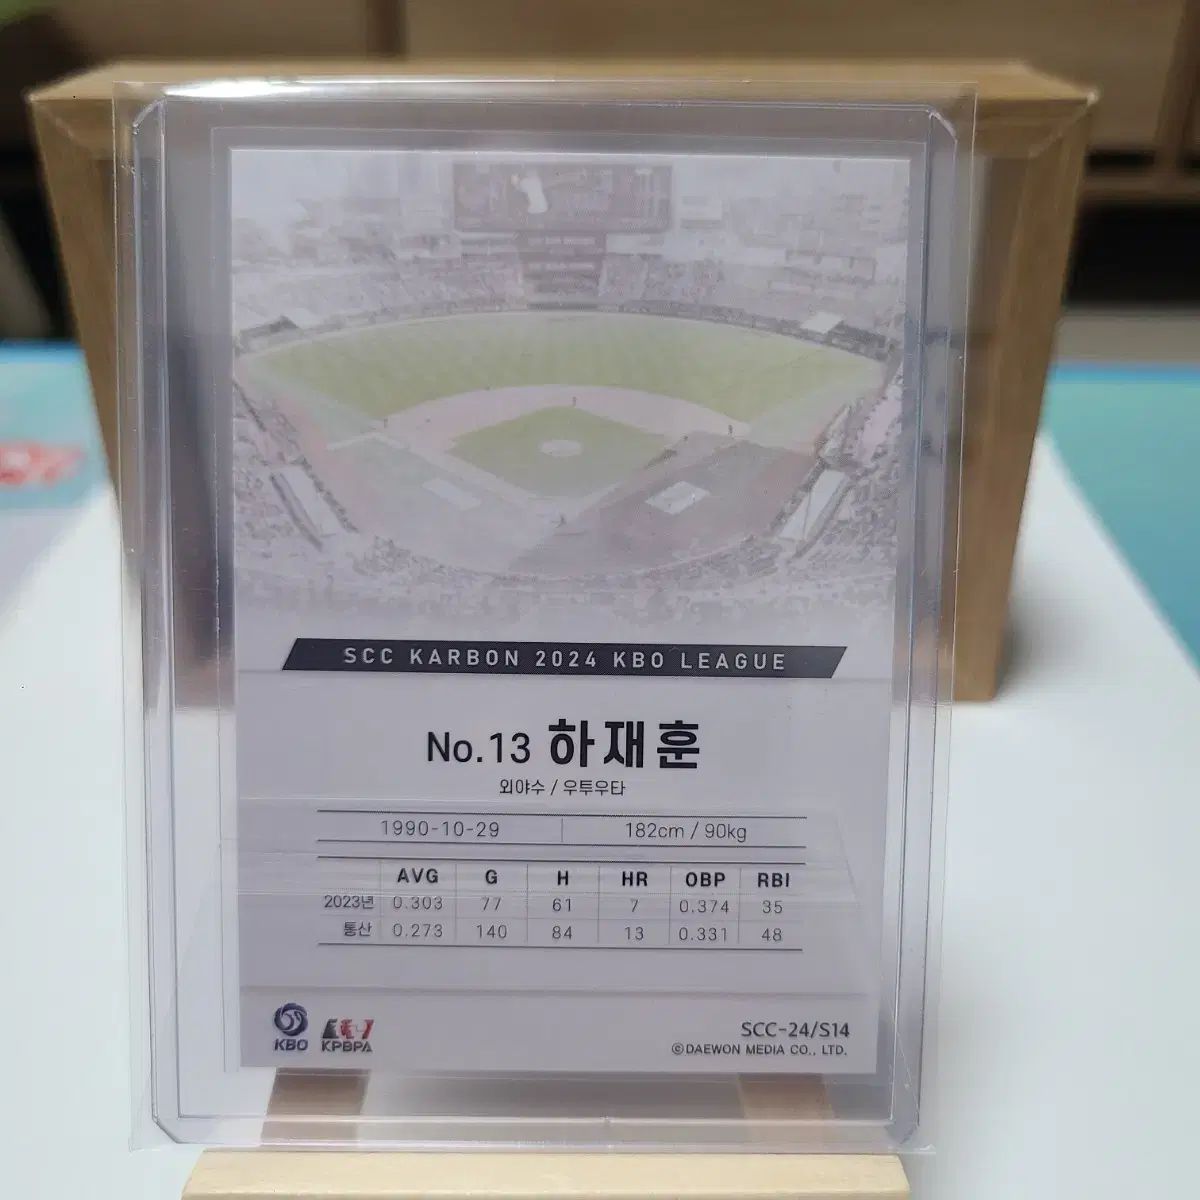 SCC KARBON 2024 KBO LEAGUE
No.13 하재훈
외야수 / 우투우타
1990-10-29 182cm / 90kg
AVG G H HR OBP RBI
2023년 0.303 77 61 7 0.374 35
통산 0.273 140 84 13 0.331 48
KBO KPBPA
SCC-24/S14
©DAEWON MEDIA CO., LTD.